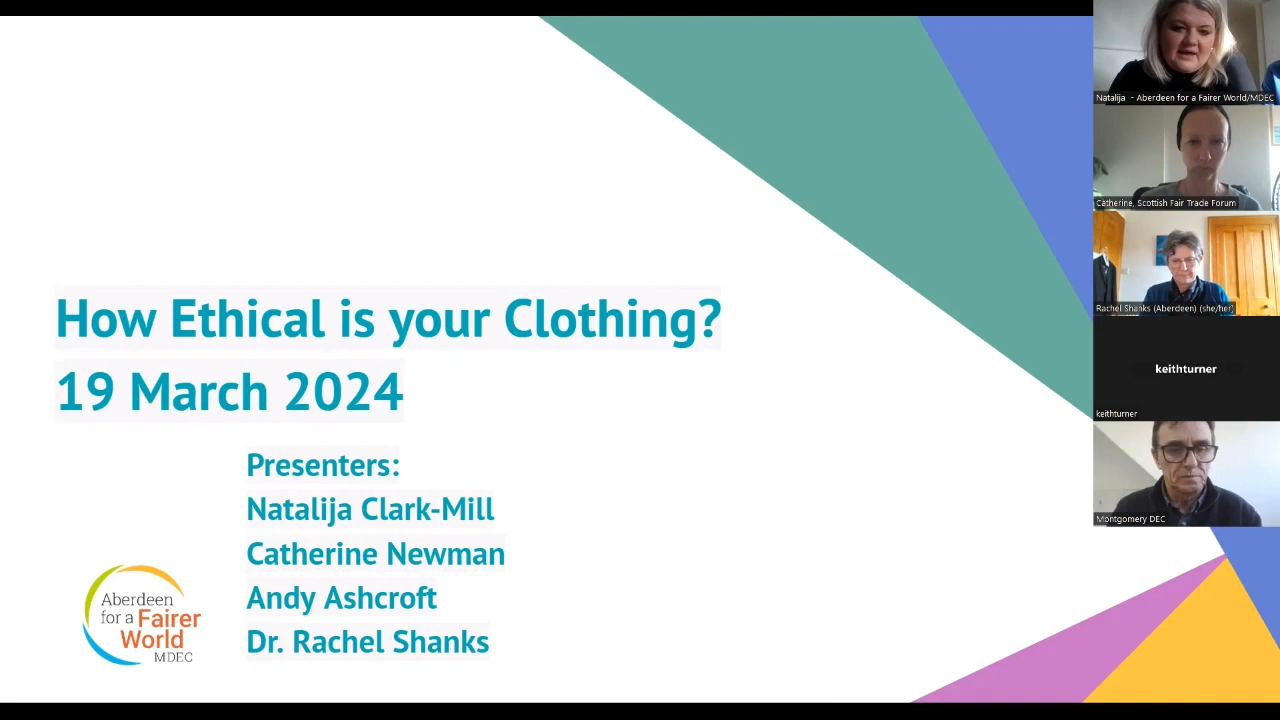 How Ethical is your Clothing?
19 March 2024
Presenters:
Natalija Clark-Mill
Catherine Newman
Andy Ashcroft
Dr. Rachel Shanks
Aberdeen
for a Fairer
World
MDEC
Natalija - Aberdeen for a Fairer World/MDEC
Catherine, Scottish Fair Trade Forum
Rachel Shanks (Aberdeen) (she/her)
keithturner
keithturner
Montgomery DEC